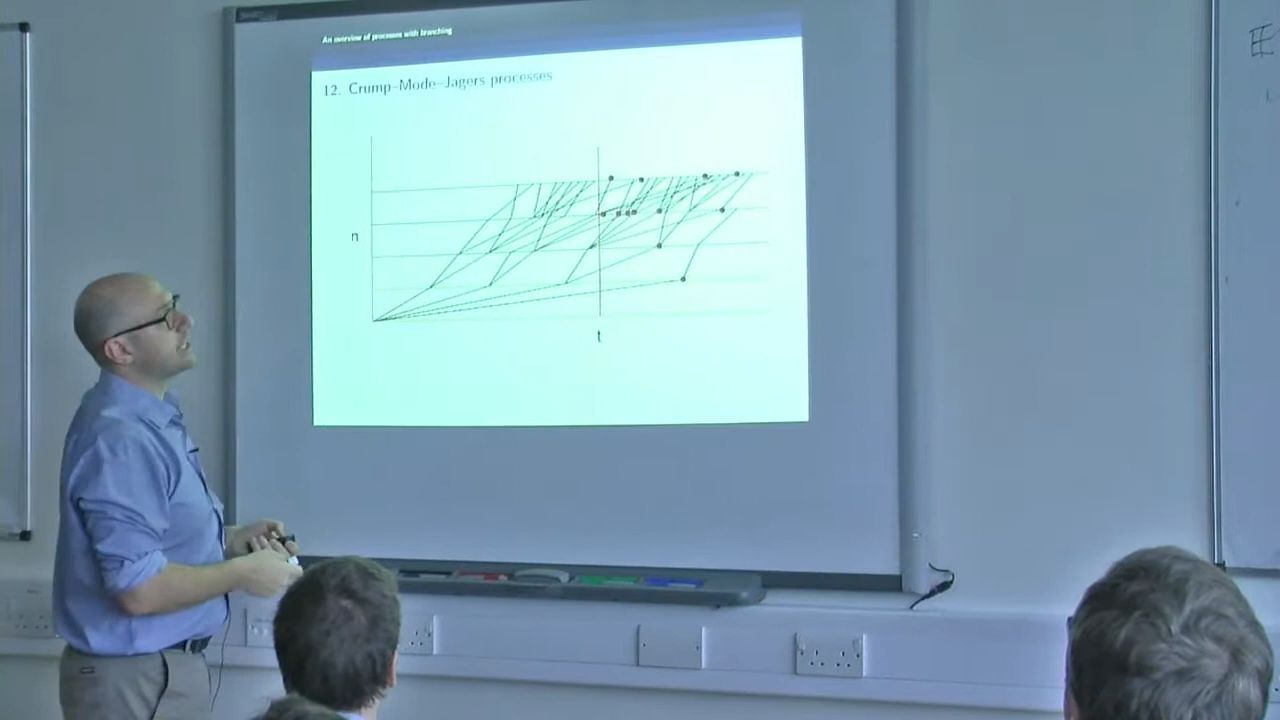 An overview of processes with branching
12. Crump–Mode–Jagers processes
n
t